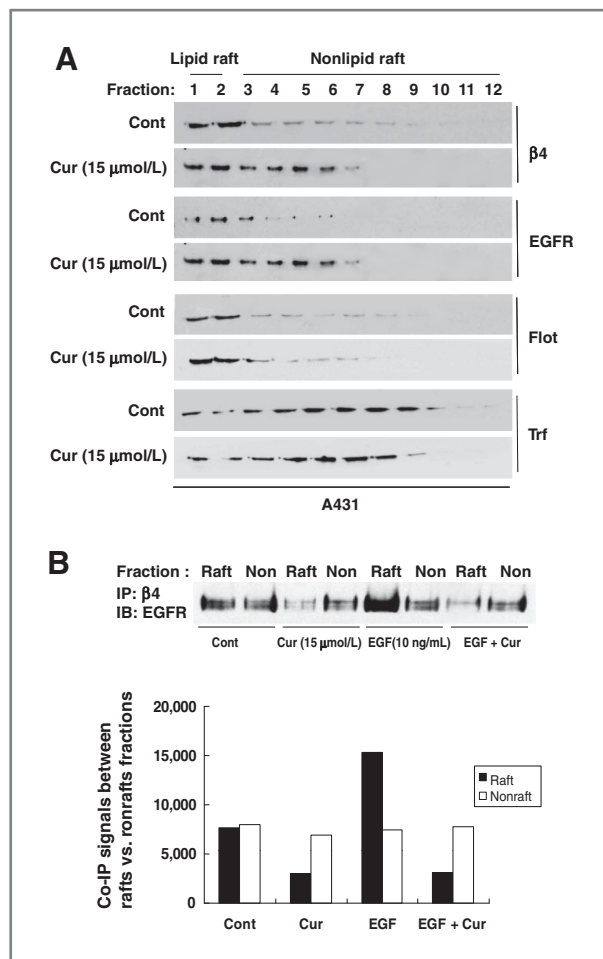 A
Lipid raft Nonlipid raft
Fraction: 1 2 3 4 5 6 7 8 9 10 11 12
Cont
Cur (15 μmol/L)
β4
Cont
Cur (15 μmol/L)
EGFR
Cont
Cur (15 μmol/L)
Flot
Cont
Cur (15 μmol/L)
Trf
A431
B
Fraction : Raft Non Raft Non Raft Non Raft Non
IP: β4
IB: EGFR
Cont Cur (15 μmol/L) EGF(10 ng/mL) EGF + Cur
Co-IP signals between
rafts vs. ronrafts fractions
20,000
15,000
10,000
5,000
0
Raft
Nonraft
Cont Cur EGF EGF + Cur